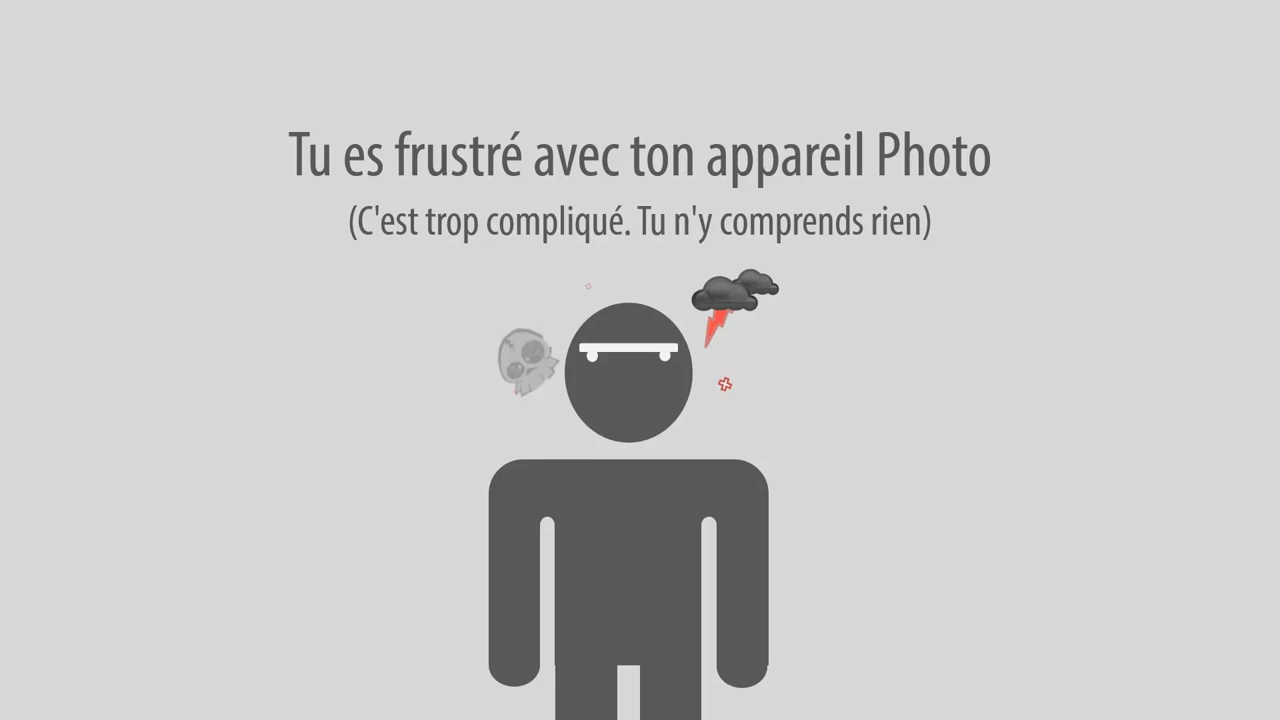 Tu es frustré avec ton appareil Photo
(C'est trop compliqué. Tu n'y comprends rien)